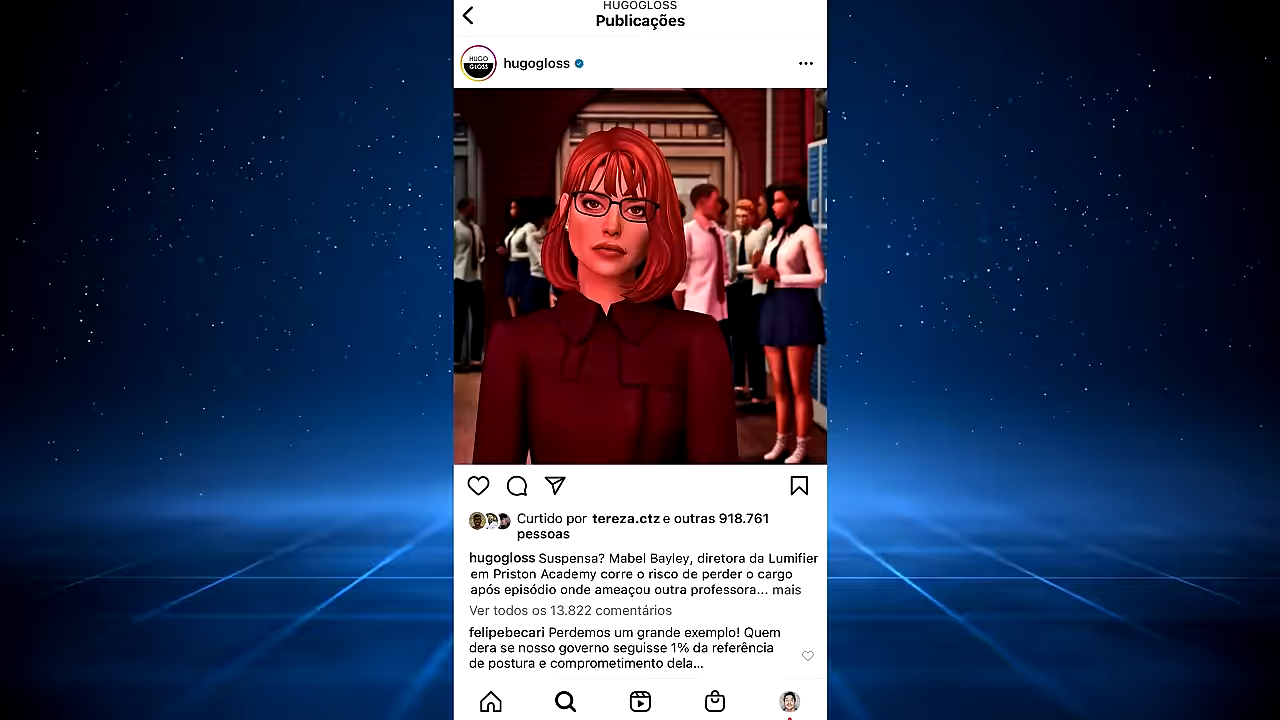 HUGOGLOSS
Publicações
HUGO
GLOSS
hugogloss
Curtido por tereza.ctz e outras 918.761
pessoas
hugogloss Suspensa? Mabel Bayley, diretora da Lumifier
em Priston Academy corre o risco de perder o cargo
após episódio onde ameaçou outra professora... mais
Ver todos os 13.822 comentários
felipebecari Perdemos um grande exemplo! Quem
dera se nosso governo seguisse 1% da referência
de postura e comprometimento dela...